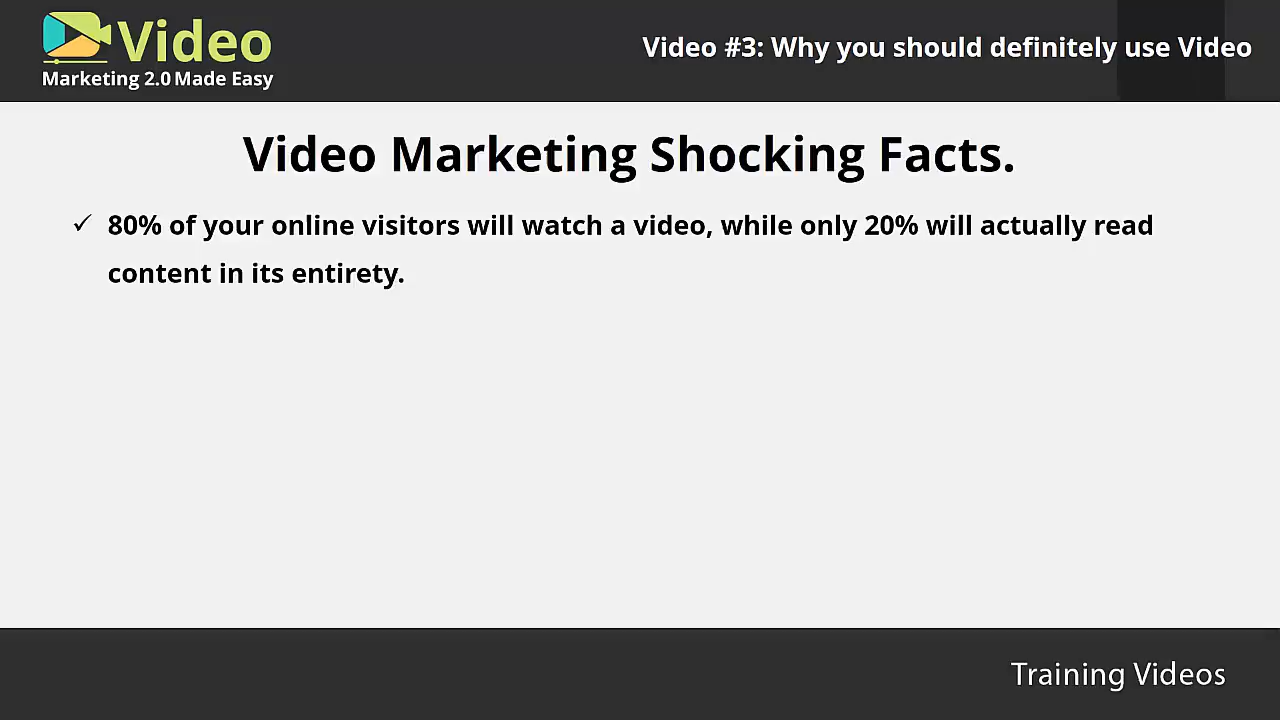 Video
Marketing 2.0 Made Easy
Video #3: Why you should definitely use Video
Video Marketing Shocking Facts.
✓ 80% of your online visitors will watch a video, while only 20% will actually read
content in its entirety.
Training Videos